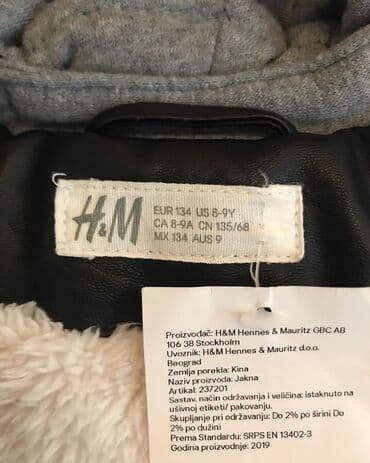 H&M
EUR 134 US 8-9Y
CA 8-9A CN 135/68
MX 134 AUS 9
Proizvođač: H&M Hennes & Mauritz GBC AB
106 38 Stockholm
Uvoznik: H&M Hennes & Mauritz d.o.o.
Beograd
Zemlja porekla: Kina
Naziv proizvoda: Jakna
Artikal: 237201
Sastav, način održavanja i veličina: istaknuto na
ušivnoj etiketi/ pakovanju.
Skupljanje pri održavanju: Do 2% po širini Do
2% po dužini
Prema Standardu: SRPS EN 13402-3
Godina proizvodnje: 2019